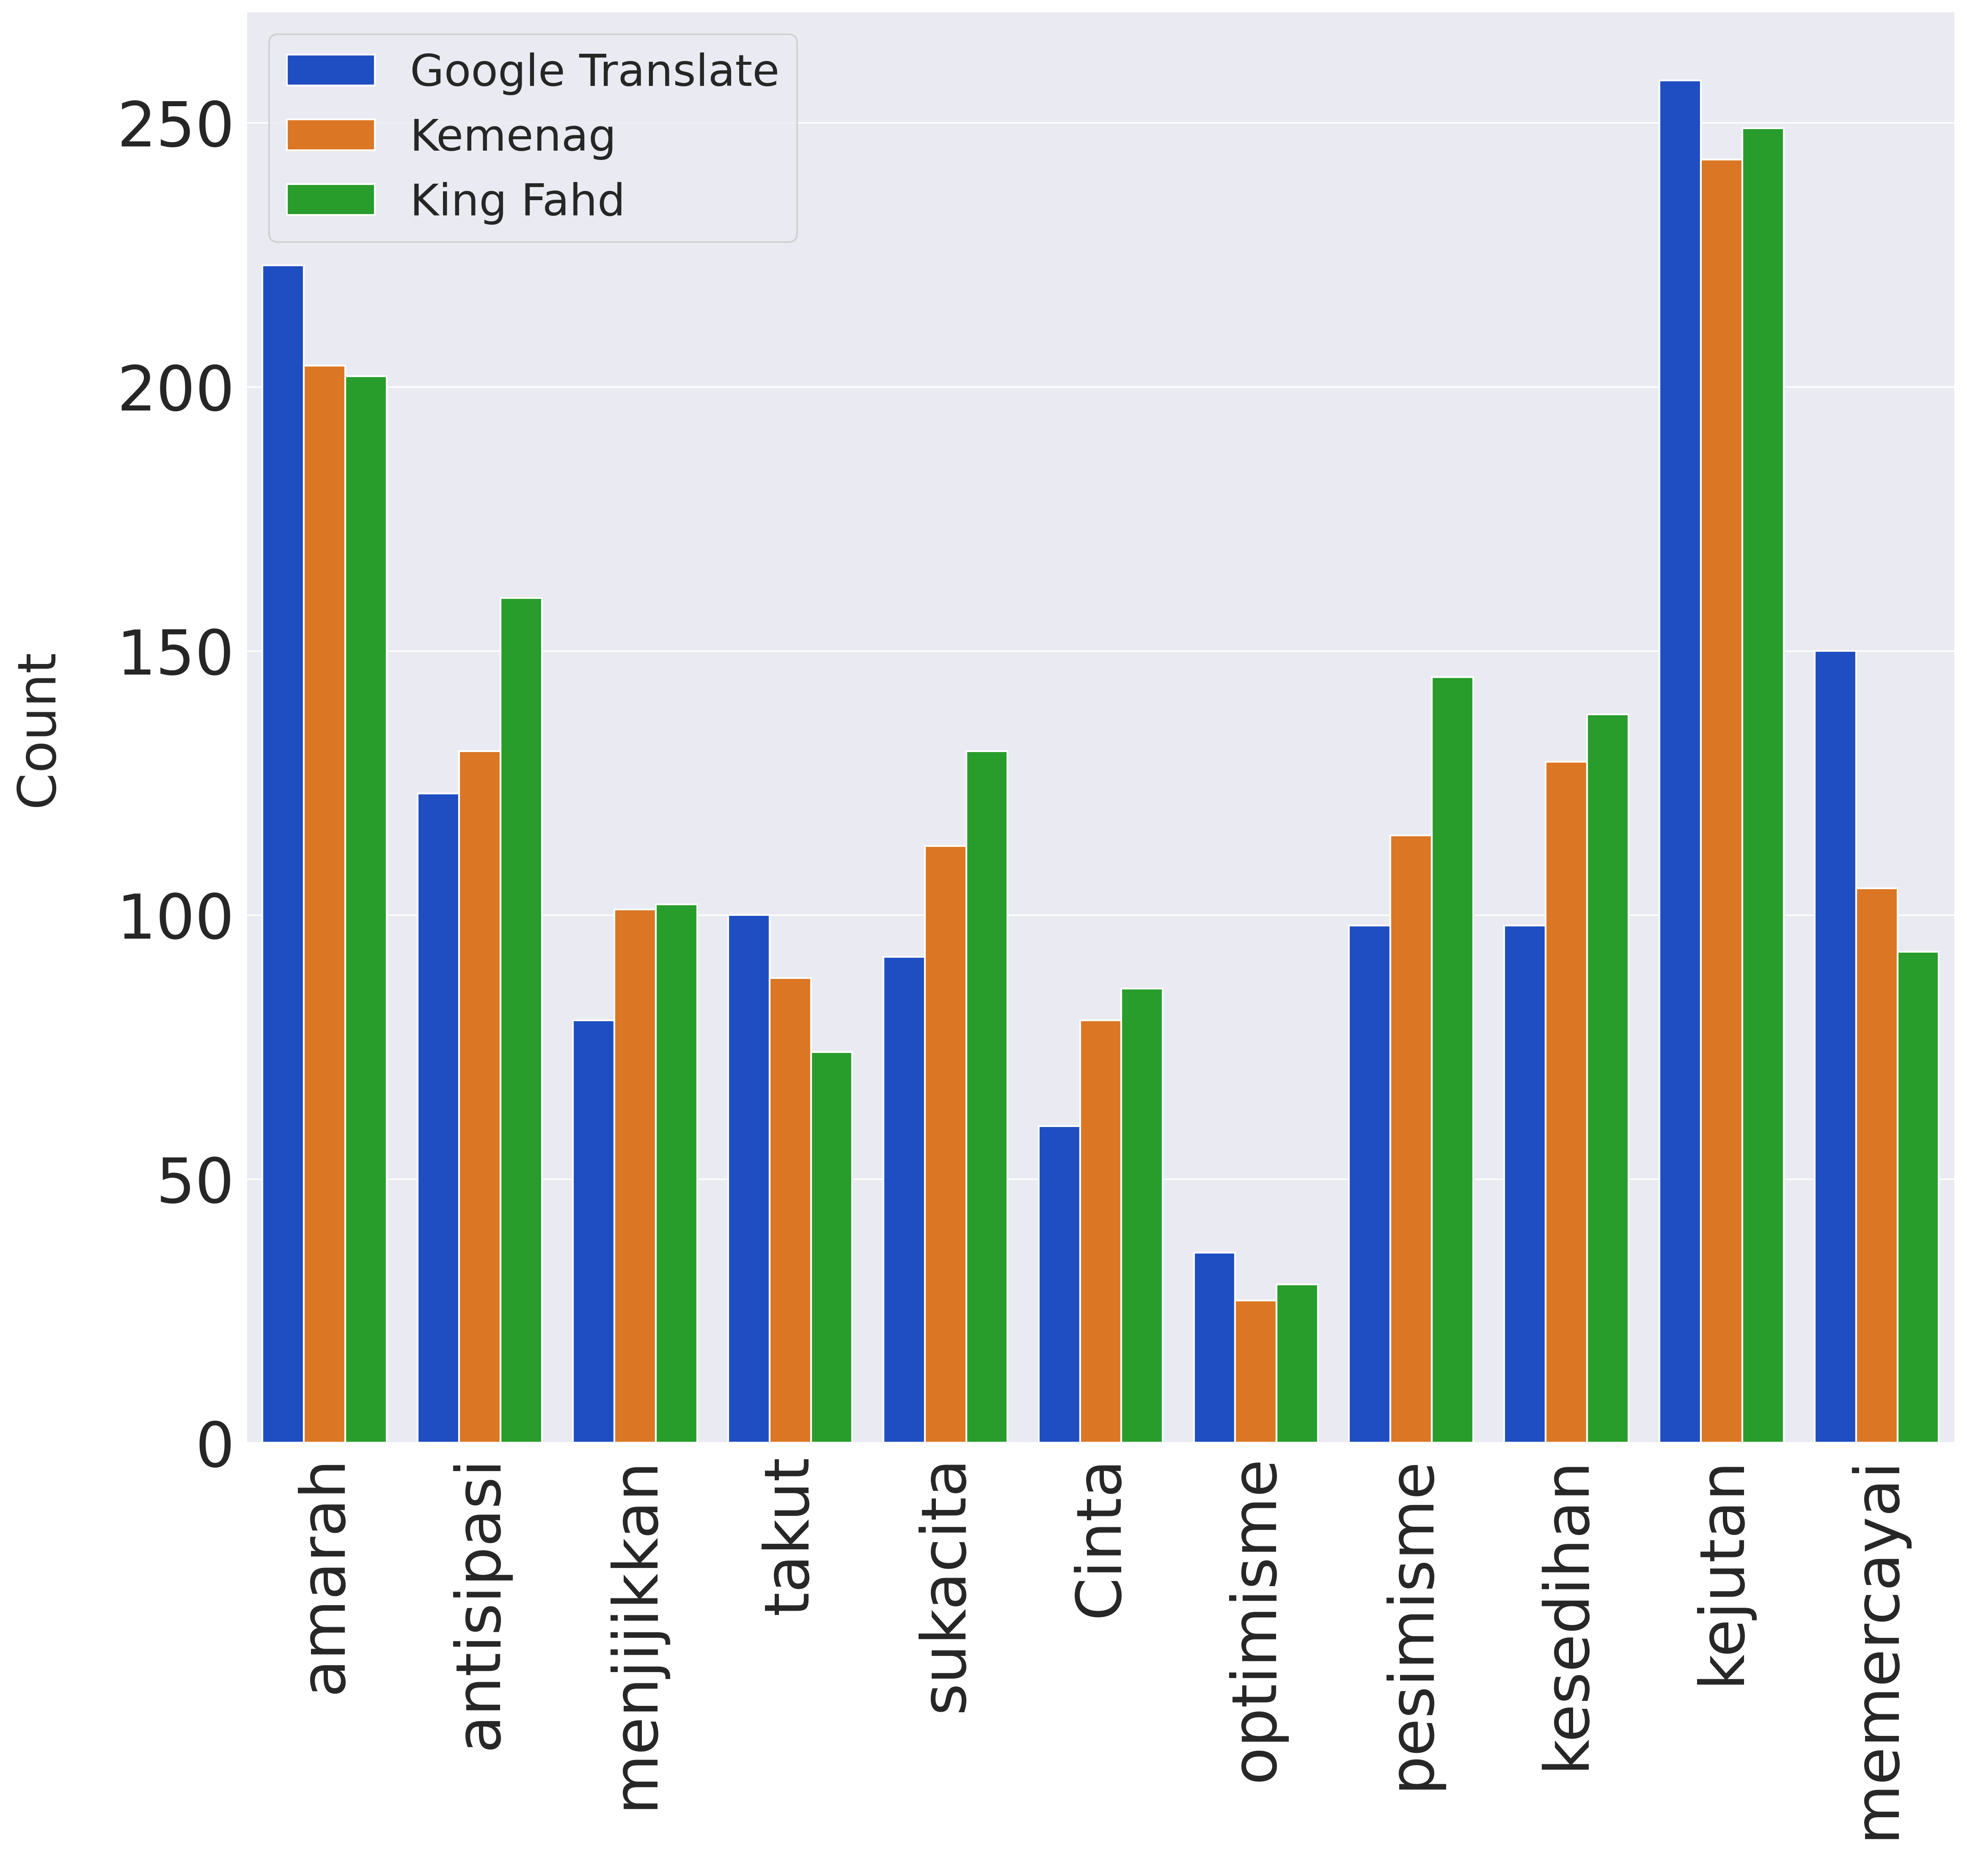 Google Translate
Kemenag
King Fahd
Count
250
200
150
100
50
0
amarah
antisipasi
menjijikkan
takut
sukacita
Cinta
optimisme
pesimisme
kesedihan
kejutan
memercayai